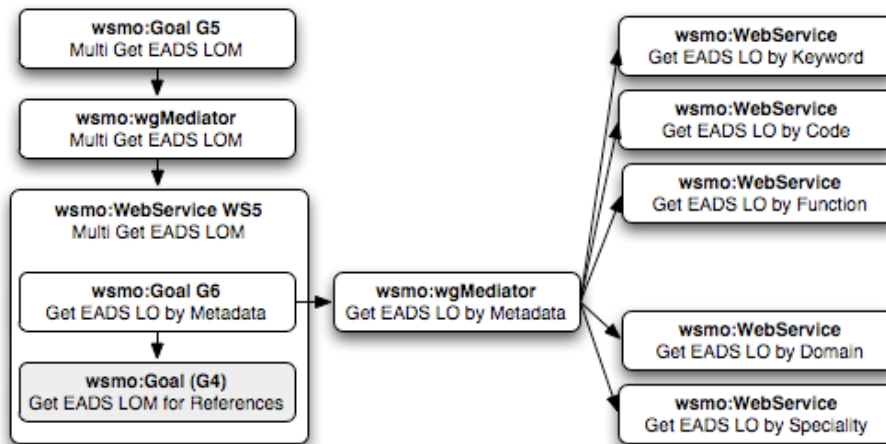 wsmo:Goal G5
Multi Get EADS LOM
wsmo:wgMediator
Multi Get EADS LOM
wsmo:WebService WS5
Multi Get EADS LOM
wsmo:Goal G6
Get EADS LO by Metadata
wsmo:Goal (G4)
Get EADS LOM for References
wsmo:wgMediator
Get EADS LO by Metadata
wsmo:WebService
Get EADS LO by Keyword
wsmo:WebService
Get EADS LO by Code
wsmo:WebService
Get EADS LO by Function
wsmo:WebService
Get EADS LO by Domain
wsmo:WebService
Get EADS LO by Speciality